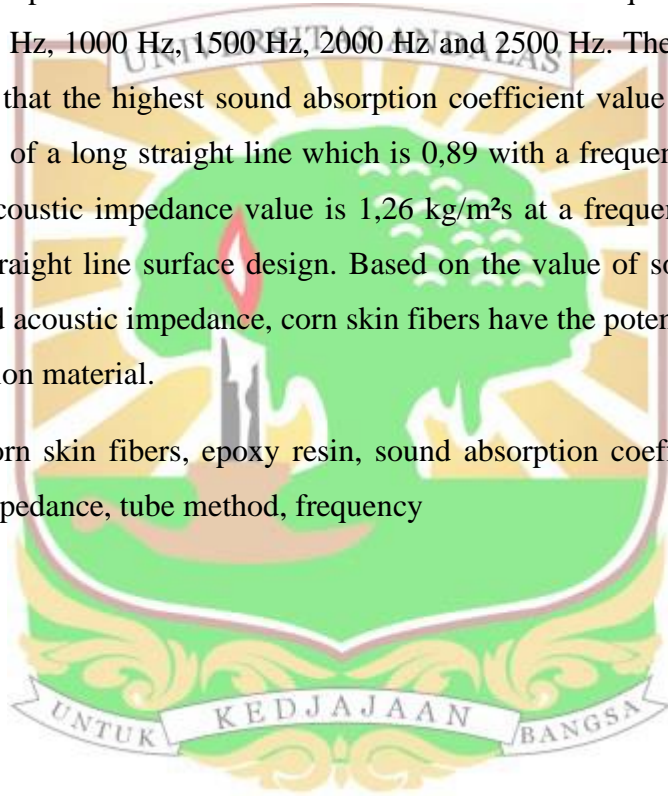 Hz, 1000 Hz, 1500 Hz, 2000 Hz and 2500 Hz. The
UNIVERSITAS ANDALAS
that the highest sound absorption coefficient value
of a long straight line which is 0,89 with a frequen
coustic impedance value is 1,26 kg/m²s at a frequen
raight line surface design. Based on the value of so
d acoustic impedance, corn skin fibers have the poten
ion material.
orn skin fibers, epoxy resin, sound absorption coeff
pedance, tube method, frequency
UNTUK KEDJAJAAN BANGSA